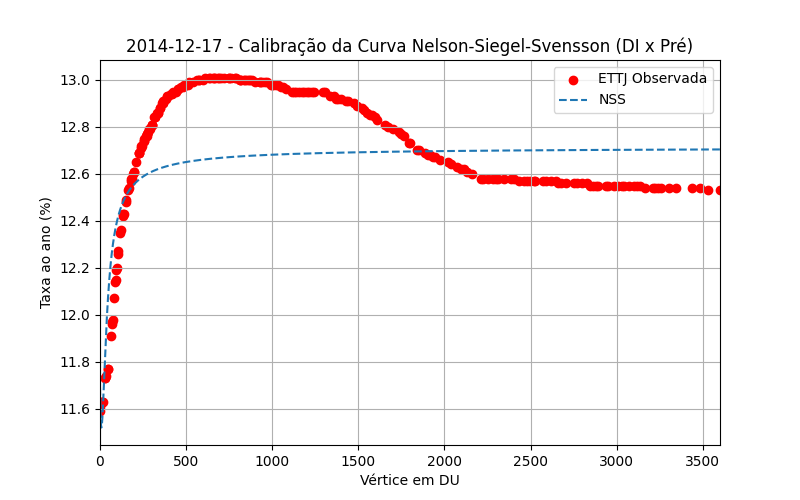 2014-12-17 - Calibração da Curva Nelson-Siegel-Svensson (DI x Pré)
ETTJ Observada
NSS
Taxa ao ano (%)
13.0
12.8
12.6
12.4
12.2
12.0
11.8
11.6
0 500 1000 1500 2000 2500 3000 3500
Vértice em DU